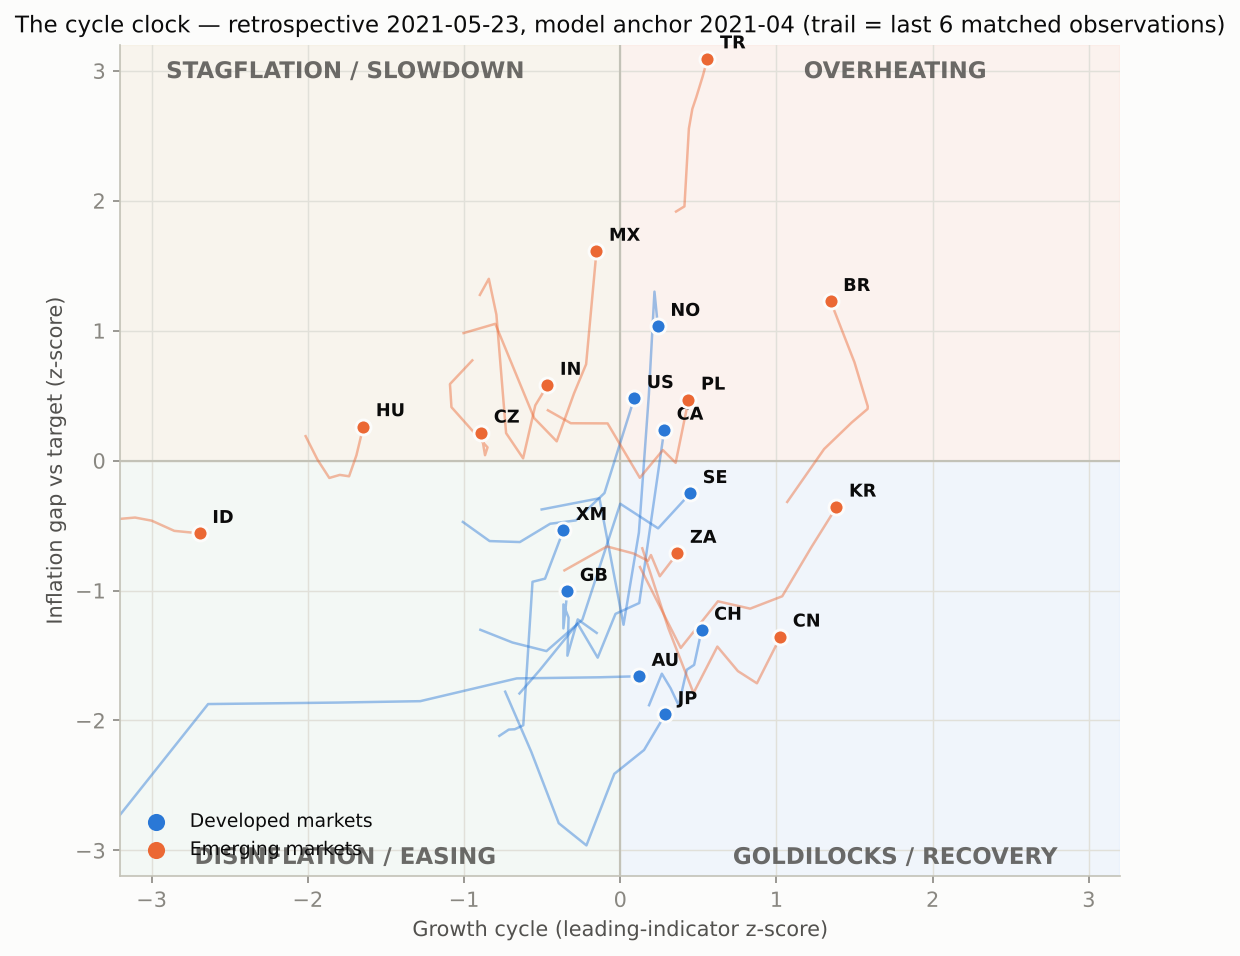 The cycle clock — retrospective 2021-05-23, model anchor 2021-04 (trail = last 6 matched observations)
TR
STAGFLATION / SLOWDOWN
OVERHEATING
MX
BR
NO
IN
US
PL
HU
CZ
CA
SE
KR
ID
XM
ZA
GB
CH
CN
AU
JP
Developed markets
Emerging markets
DISINFLATION / EASING
GOLDILOCKS / RECOVERY
3
2
1
0
−1
−2
−3
Inflation gap vs target (z-score)
−3
−2
−1
0
1
2
3
Growth cycle (leading-indicator z-score)